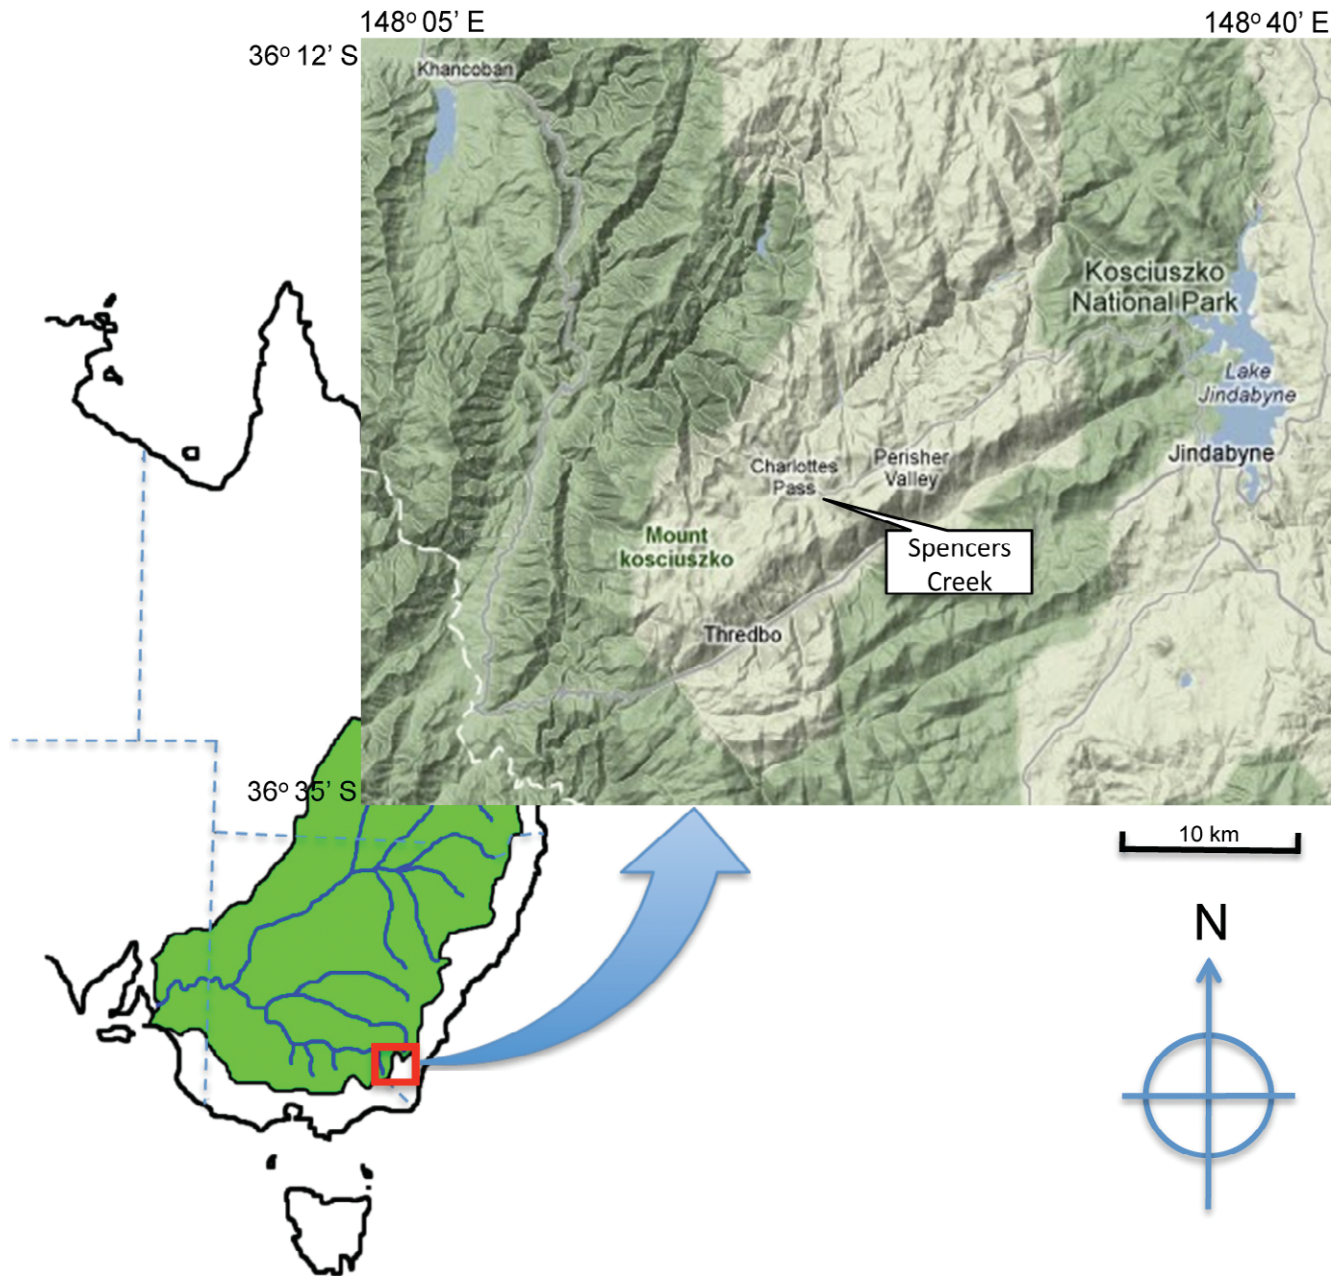 148° 05' E
148° 40' E
36° 12' S
Khancoban
Kosciuszko
National Park
Lake
Jindabyne
Jindabyne
Charlottes
Pass
Perisher
Valley
Mount
kosciuszko
Spencers
Creek
Thredbo
36° 35' S
10 km
N